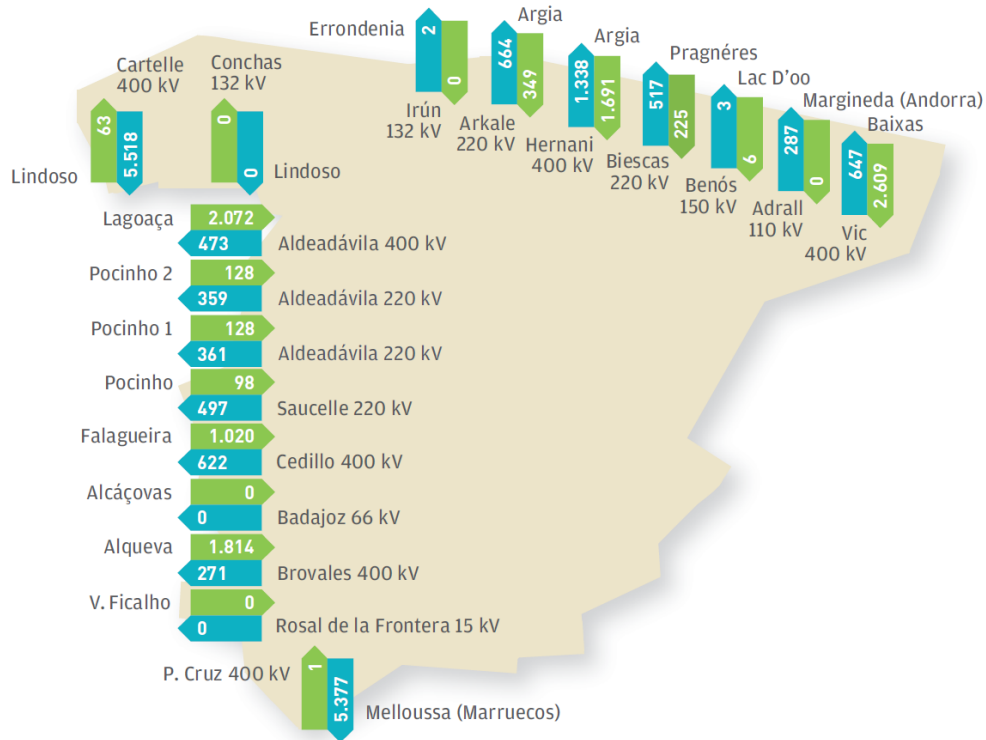 Errondenia
2
0
Irún
132 kV
Argia
664
349
Arkale
220 kV
Argia
1.338
1.691
Hernani
400 kV
Pragnéres
517
225
Biescas
220 kV
Lac D'oo
3
6
Benós
150 kV
Margineda (Andorra)
287
0
Adrall
110 kV
Baixas
647
2.609
Vic
400 kV
Cartelle
400 kV
63
5.518
Lindoso
Conchas
132 kV
0
0
Lindoso
Lagoaça
2.072
473
Aldeadávila 400 kV
Pocinho 2
128
359
Aldeadávila 220 kV
Pocinho 1
128
361
Aldeadávila 220 kV
Pocinho
98
497
Saucelle 220 kV
Falagueira
1.020
622
Cedillo 400 kV
Alcáçovas
0
0
Badajoz 66 kV
Alqueva
1.814
271
Brovales 400 kV
V. Ficalho
0
0
Rosal de la Frontera 15 kV
P. Cruz 400 kV
1
5.377
Melloussa (Marruecos)